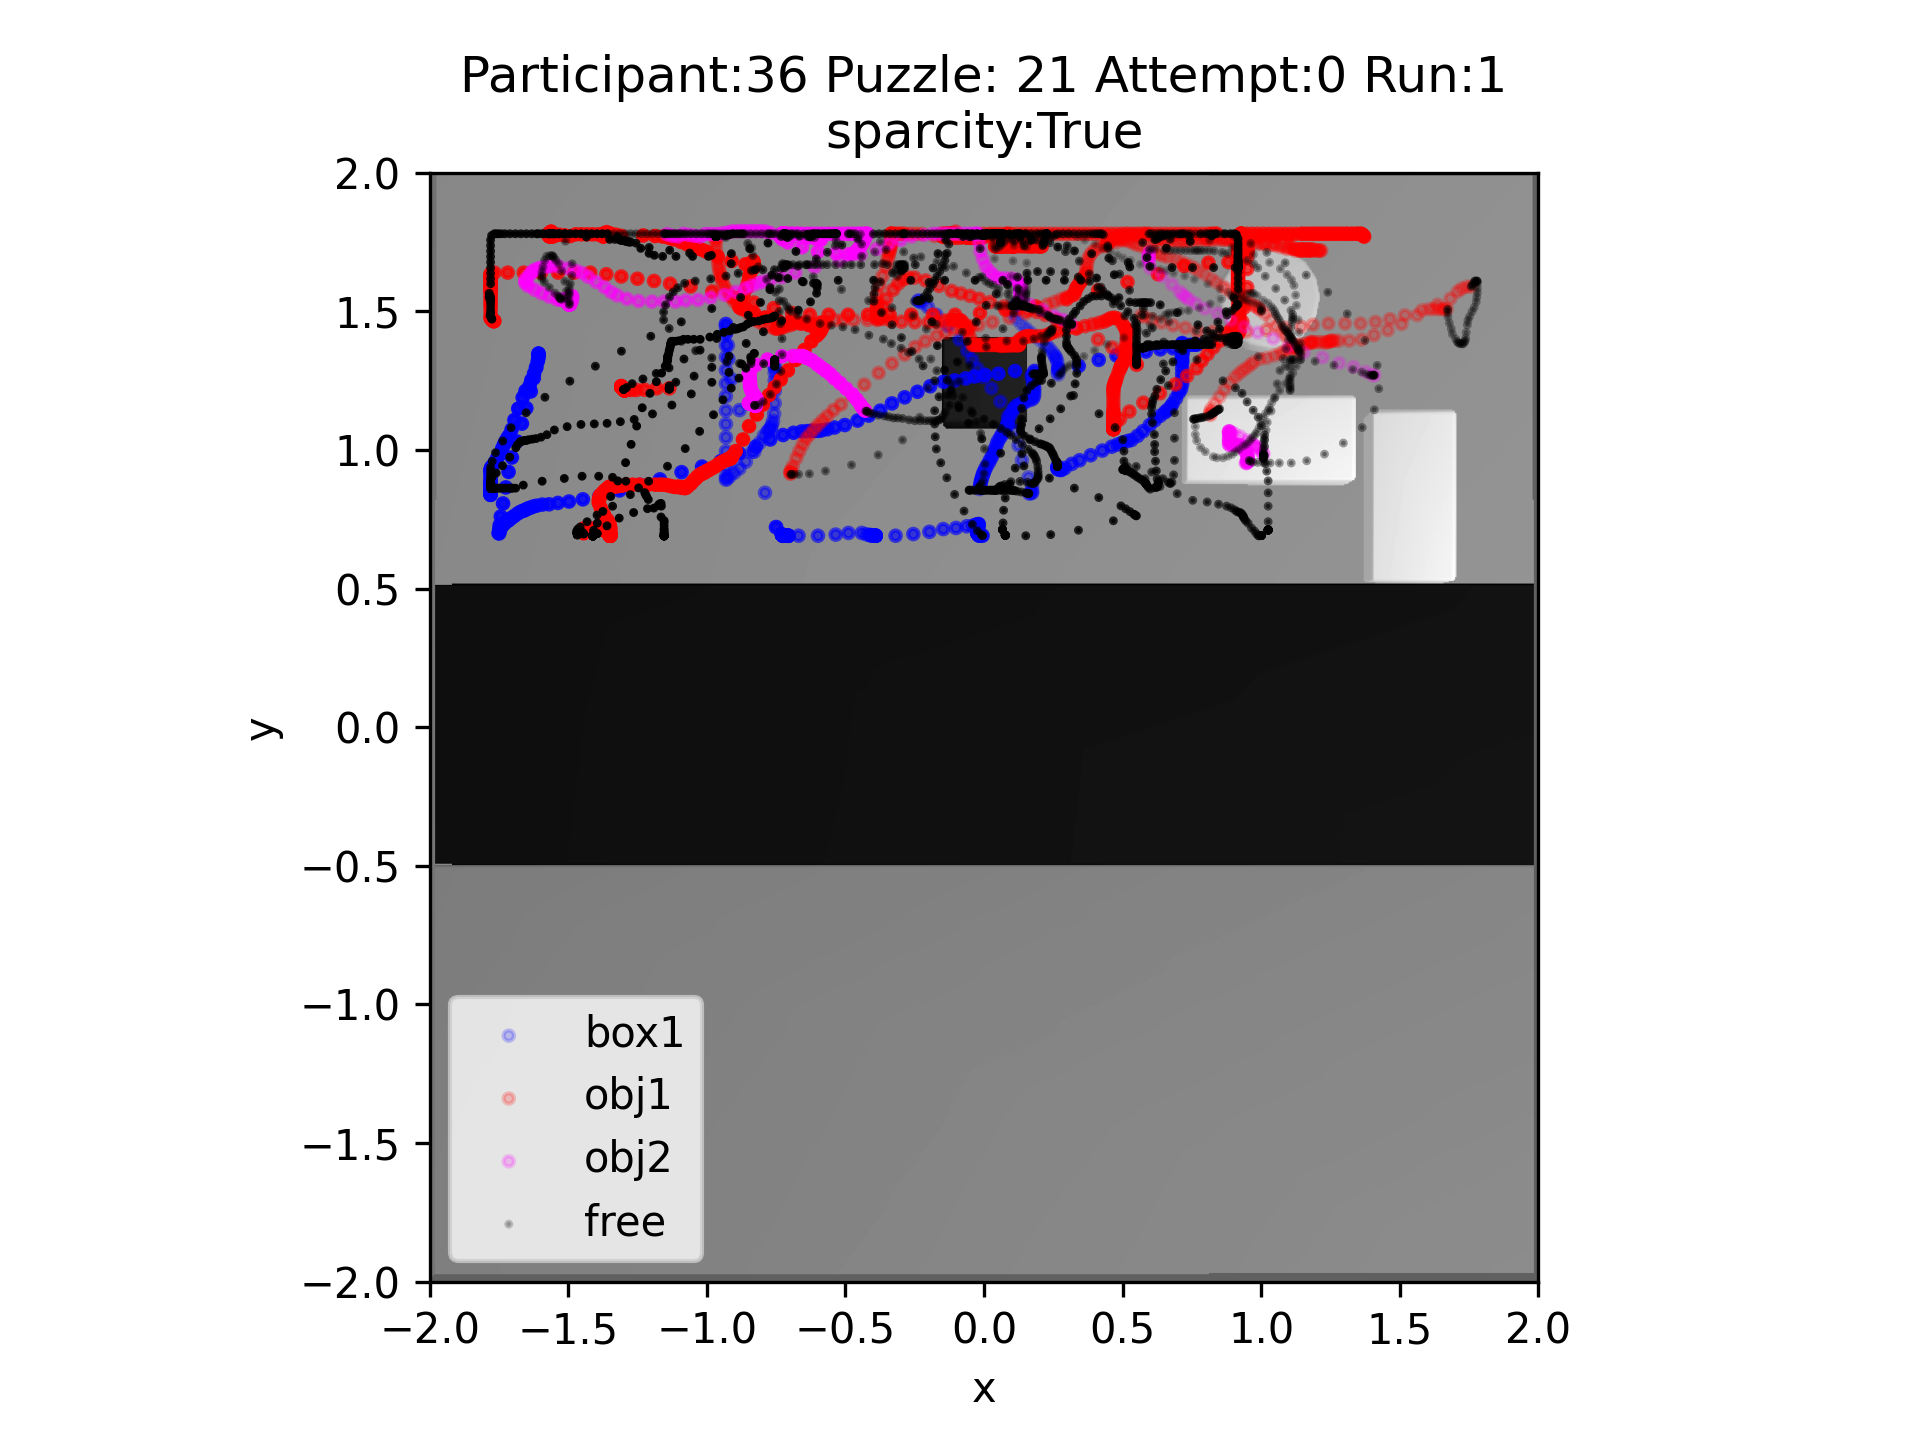 Participant:36 Puzzle: 21 Attempt:0 Run:1
sparcity:True
2.0
1.5
1.0
0.5
0.0
−0.5
−1.0
−1.5
−2.0
y
box1
obj1
obj2
free
−2.0 −1.5 −1.0 −0.5 0.0 0.5 1.0 1.5 2.0
x